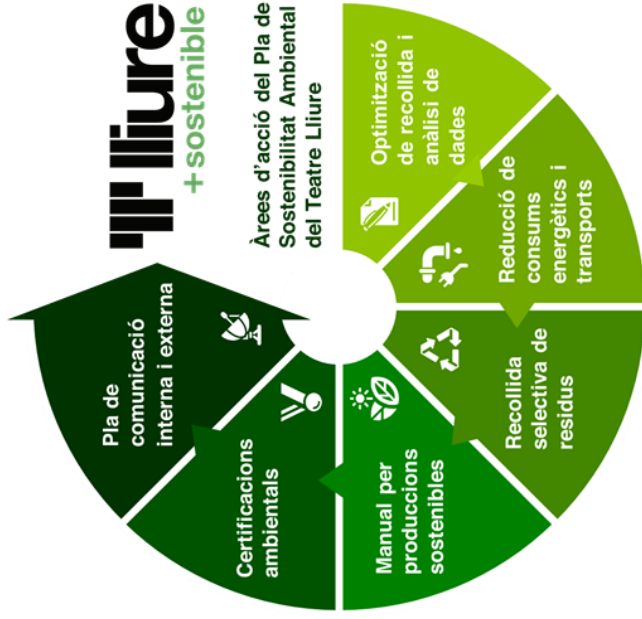 lliure
+sostenible
Àrees d'acció del Pla de
Sostenibilitat Ambiental
del Teatre Lliure
Optimització
de recollida i
anàlisi de
dades
Reducció de
consums
energètics i
transports
Recollida
selectiva de
residus
Manual per
produccions
sostenibles
Certificacions
ambientals
Pla de
comunicació
interna i externa